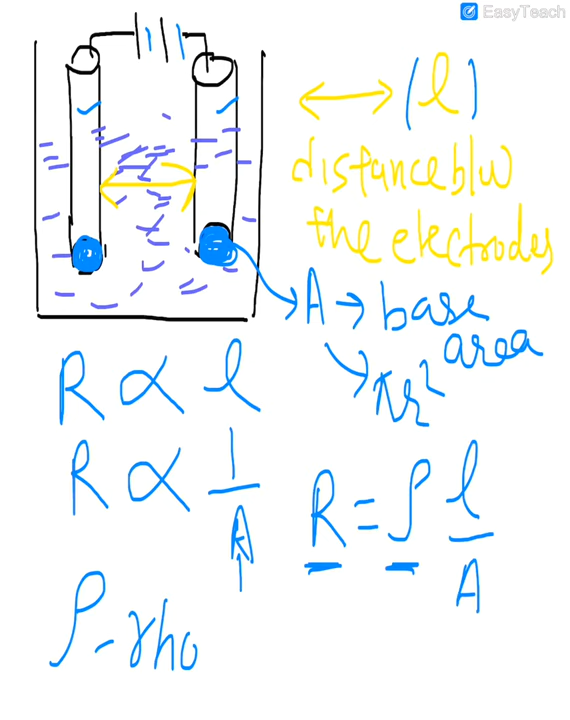 EasyTeach
(l)
distance b/w
the electrodes
A → base
area
πr²
R ∝ l
R ∝ 1/A
R = ρ l/A
ρ - rho